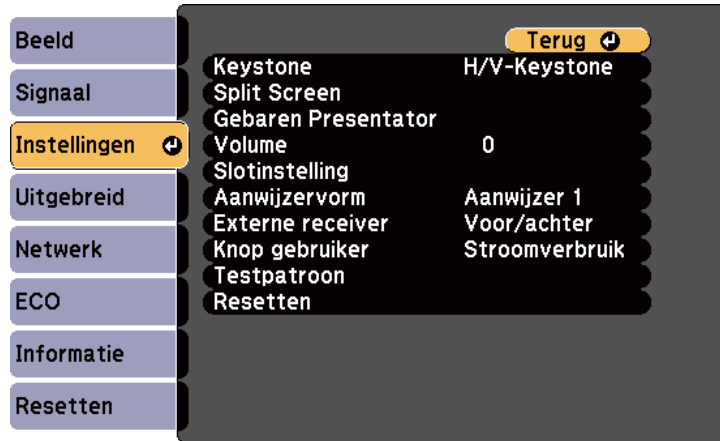 Beeld
Signaal
Instellingen
Uitgebreid
Netwerk
ECO
Informatie
Resetten
Terug
Keystone H/V-Keystone
Split Screen
Gebaren Presentator
Volume 0
Slotinstelling
Aanwijzervorm Aanwijzer 1
Externe receiver Voor/achter
Knop gebruiker Stroomverbruik
Testpatroon
Resetten